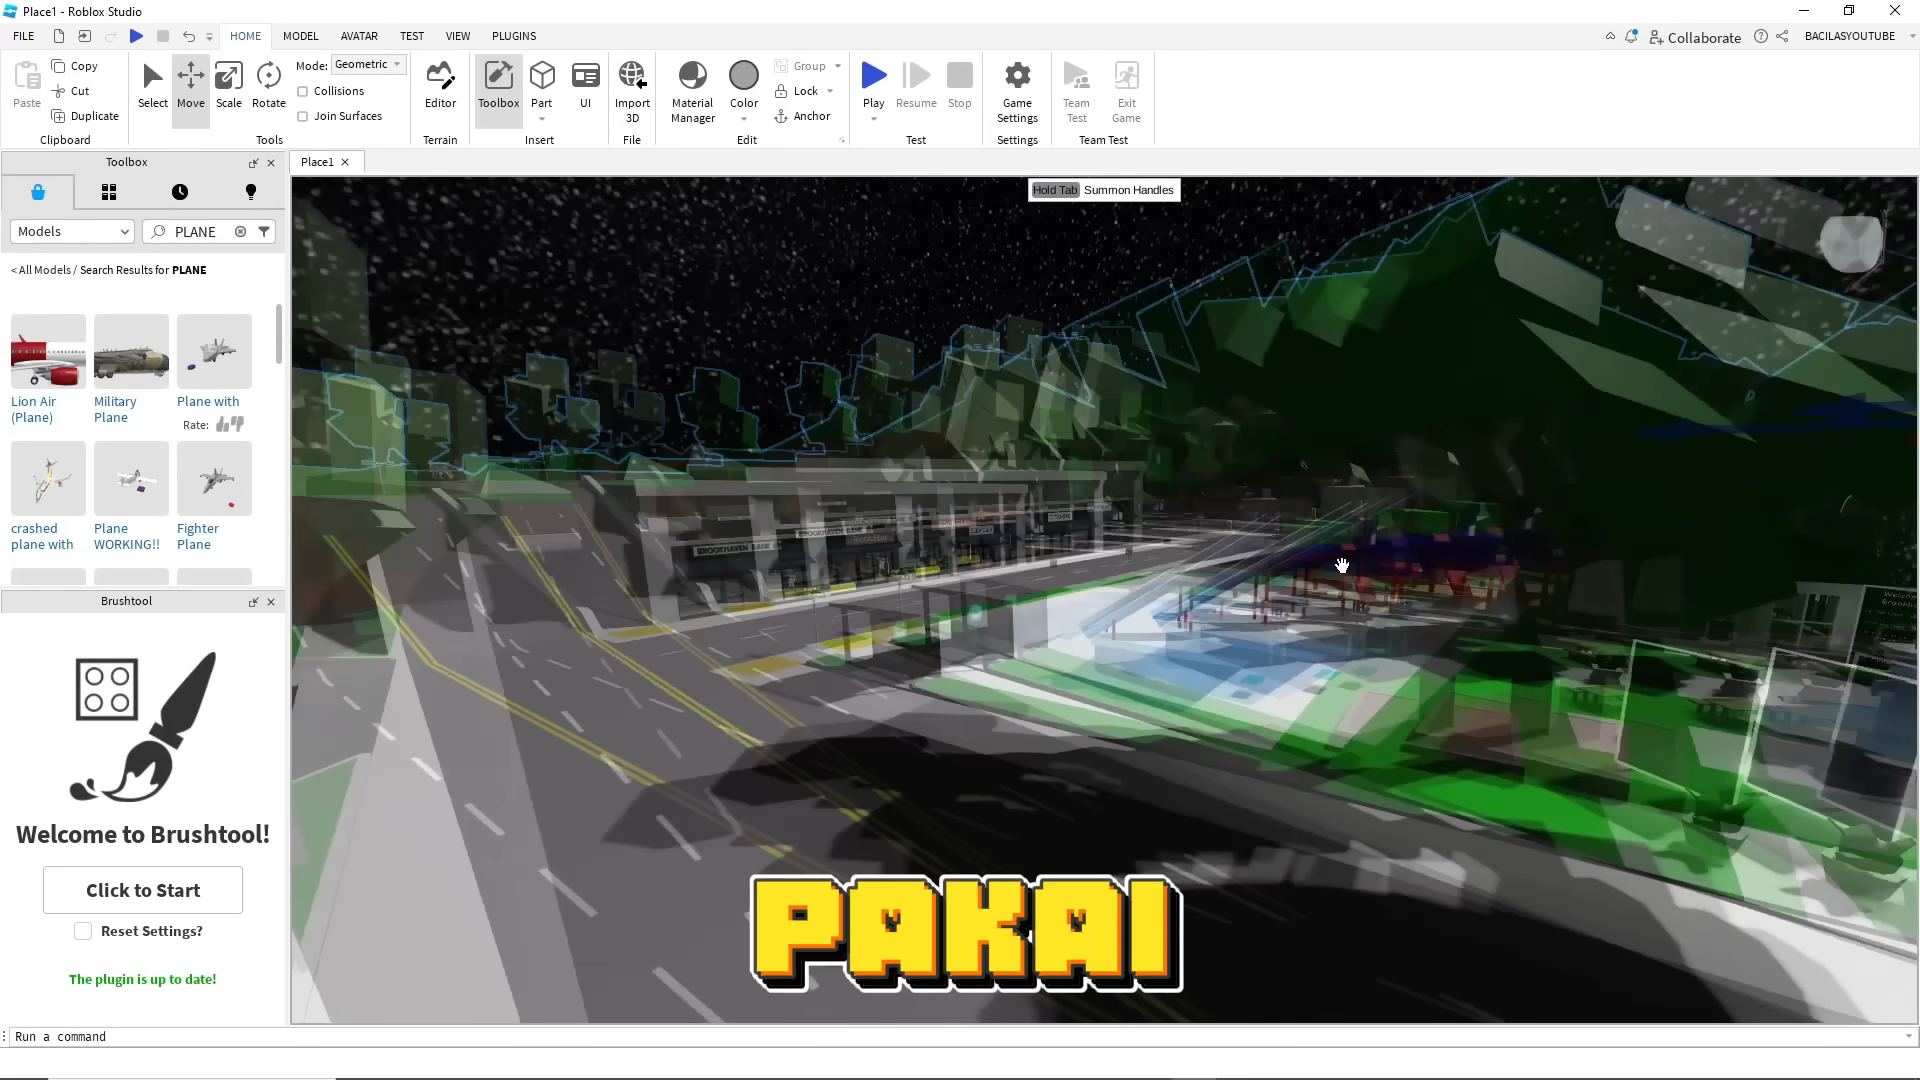 Place1 - Roblox Studio
FILE HOME MODEL AVATAR TEST VIEW PLUGINS Collaborate BACILASYOUTUBE
Paste Copy Cut Duplicate Clipboard
Select Move Scale Rotate Mode: Geometric Collisions Join Surfaces Tools
Editor Terrain
Toolbox Part UI Insert
Import 3D File
Material Manager Color Group Lock Anchor Edit
Play Resume Stop Test
Game Settings Settings
Team Test Exit Game Team Test
Toolbox
Place1
Hold Tab Summon Handles
Models PLANE
< All Models / Search Results for PLANE
Lion Air (Plane)
Military Plane
Plane with
Rate:
crashed plane with
Plane WORKING!!
Fighter Plane
BROOKHAVEN BANK
Brushtool
Welcome to Brushtool!
Click to Start
Reset Settings?
The plugin is up to date!
PAKAI
Run a command